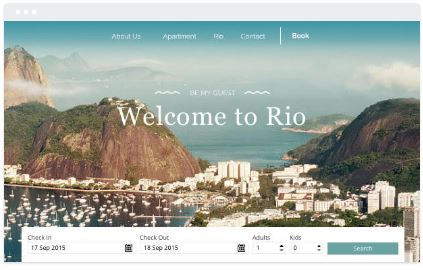 About Us Apartment Rio Contact Book
BE MY GUEST
Welcome to Rio
Check In Check Out Adults Kids
17 Sep 2015 18 Sep 2015 1 0 Search